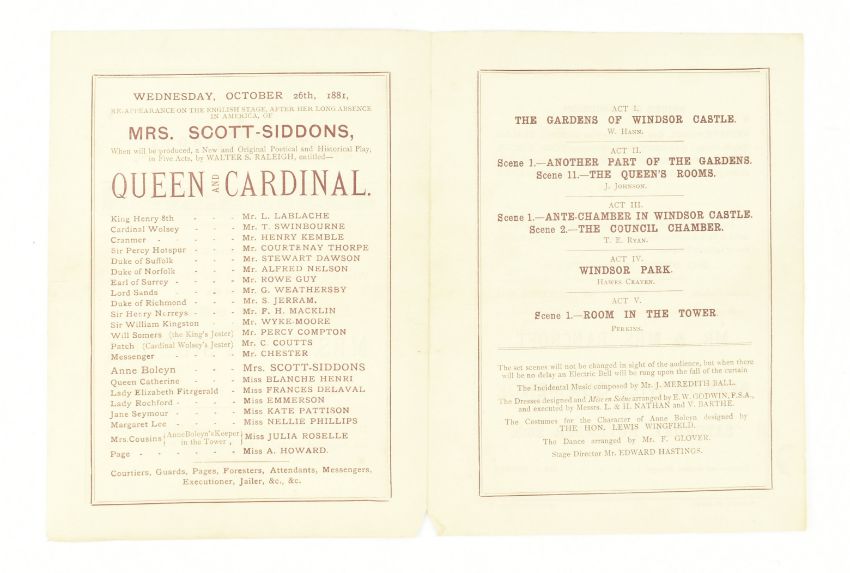 WEDNESDAY, OCTOBER 26th, 1881,
RE-APPEARANCE ON THE ENGLISH STAGE, AFTER HER LONG ABSENCE
IN AMERICA, OF
MRS. SCOTT-SIDDONS,
When will be produced, a New and Original Poetical and Historical Play,
in Five Acts, by WALTER S. RALEIGH, entitled—
QUEEN AND CARDINAL.
King Henry 8th - - - Mr. L. LABLACHE
Cardinal Wolsey - - - Mr. T. SWINBOURNE
Cranmer - - - - Mr. HENRY KEMBLE
Sir Percy Hotspur - - - Mr. COURTENAY THORPE
Duke of Suffolk - - - Mr. STEWART DAWSON
Duke of Norfolk - - - Mr. ALFRED NELSON
Earl of Surrey - - - - Mr. ROWE GUY
Lord Sands - - - Mr. G. WEATHERSBY
Duke of Richmond - - - Mr. S. JERRAM.
Sir Henry Norreys - - - Mr. F. H. MACKLIN
Sir William Kingston - - Mr. WYKE-MOORE
Will Somers (the King's Jester) Mr. PERCY COMPTON
Patch (Cardinal Wolsey's Jester) Mr. C. COUTTS
Messenger - - - - Mr. CHESTER
Anne Boleyn - - - Mrs. SCOTT-SIDDONS
Queen Catherine - - - Miss BLANCHE HENRI
Lady Elizabeth Fitzgerald - - Miss FRANCES DELAVAL
Lady Rochford - - - - Miss EMMERSON
Jane Seymour - - - - Miss KATE PATTISON
Margaret Lee - - - - Miss NELLIE PHILLIPS
Mrs. Cousins (Anne Boleyn's Keeper in the Tower) Miss JULIA ROSELLE
Page - - - - - Miss A. HOWARD.
Courtiers, Guards, Pages, Foresters, Attendants, Messengers,
Executioner, Jailer, &c., &c.
ACT I.
THE GARDENS OF WINDSOR CASTLE.
W. HANN.
ACT II.
Scene 1.—ANOTHER PART OF THE GARDENS.
Scene 11.—THE QUEEN'S ROOMS.
J. JOHNSON.
ACT III.
Scene 1.—ANTE-CHAMBER IN WINDSOR CASTLE.
Scene 2.—THE COUNCIL CHAMBER.
T. E. RYAN.
ACT IV.
WINDSOR PARK.
HAWES CRAVEN.
ACT V.
Scene 1.—ROOM IN THE TOWER.
PERKINS.
The set scenes will not be changed in sight of the audience, but when there
will be no delay an Electric Bell will be rung upon the fall of the curtain
The Incidental Music composed by Mr. J. MEREDITH BALL.
The Dresses designed and Mise en Scène arranged by E. W. GODWIN, F.S.A.,
and executed by Messrs. L. & H. NATHAN and V. BARTHE.
The Costumes for the Character of Anne Boleyn designed by
THE HON. LEWIS WINGFIELD.
The Dance arranged by Mr. F. GLOVER.
Stage Director Mr. EDWARD HASTINGS.